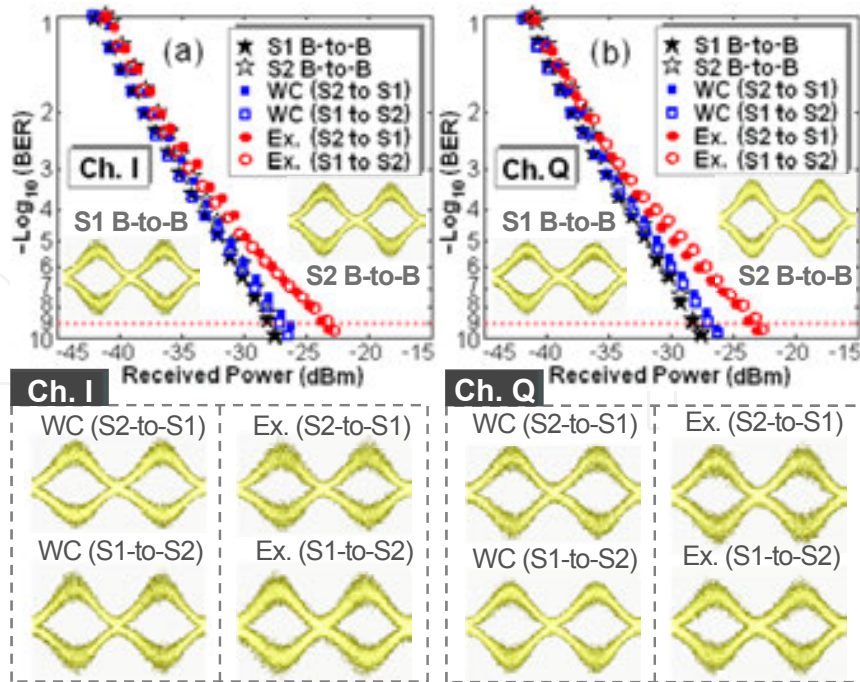 (a)
S1 B-to-B
S2 B-to-B
WC (S2 to S1)
WC (S1 to S2)
Ex. (S2 to S1)
Ex. (S1 to S2)
Ch. I
S1 B-to-B
S2 B-to-B
-Log10 (BER)
1
2
3
4
5
6
7
8
9
10
-45
-40
-35
-30
-25
-20
-15
Received Power (dBm)
(b)
S1 B-to-B
S2 B-to-B
WC (S2 to S1)
WC (S1 to S2)
Ex. (S2 to S1)
Ex. (S1 to S2)
Ch. Q
S1 B-to-B
S2 B-to-B
-Log10 (BER)
1
2
3
4
5
6
7
8
9
10
-45
-40
-35
-30
-25
-20
-15
Received Power (dBm)
Ch. I
WC (S2-to-S1)
Ex. (S2-to-S1)
WC (S1-to-S2)
Ex. (S1-to-S2)
Ch. Q
WC (S2-to-S1)
Ex. (S2-to-S1)
WC (S1-to-S2)
Ex. (S1-to-S2)